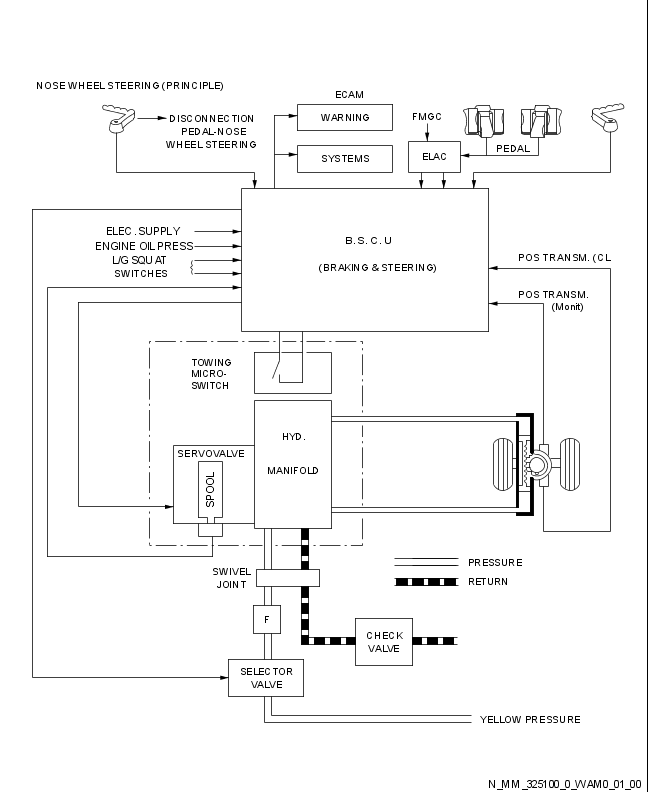 NOSE WHEEL STEERING (PRINCIPLE)
ECAM
WARNING
SYSTEMS
DISCONNECTION
PEDAL-NOSE
WHEEL STEERING
FMGC
ELAC
PEDAL
B.S.C.U
(BRAKING & STEERING)
ELEC. SUPPLY
ENGINE OIL PRESS
L/G SQUAT
SWITCHES
POS TRANSM. (CL
POS TRANSM.
(Monit)
TOWING
MICRO-
SWITCH
HYD.
MANIFOLD
SERVOVALVE
SPOOL
SWIVEL
JOINT
PRESSURE
RETURN
F
CHECK
VALVE
SELECTOR
VALVE
YELLOW PRESSURE
N_MM_325100_0_WAM0_01_00